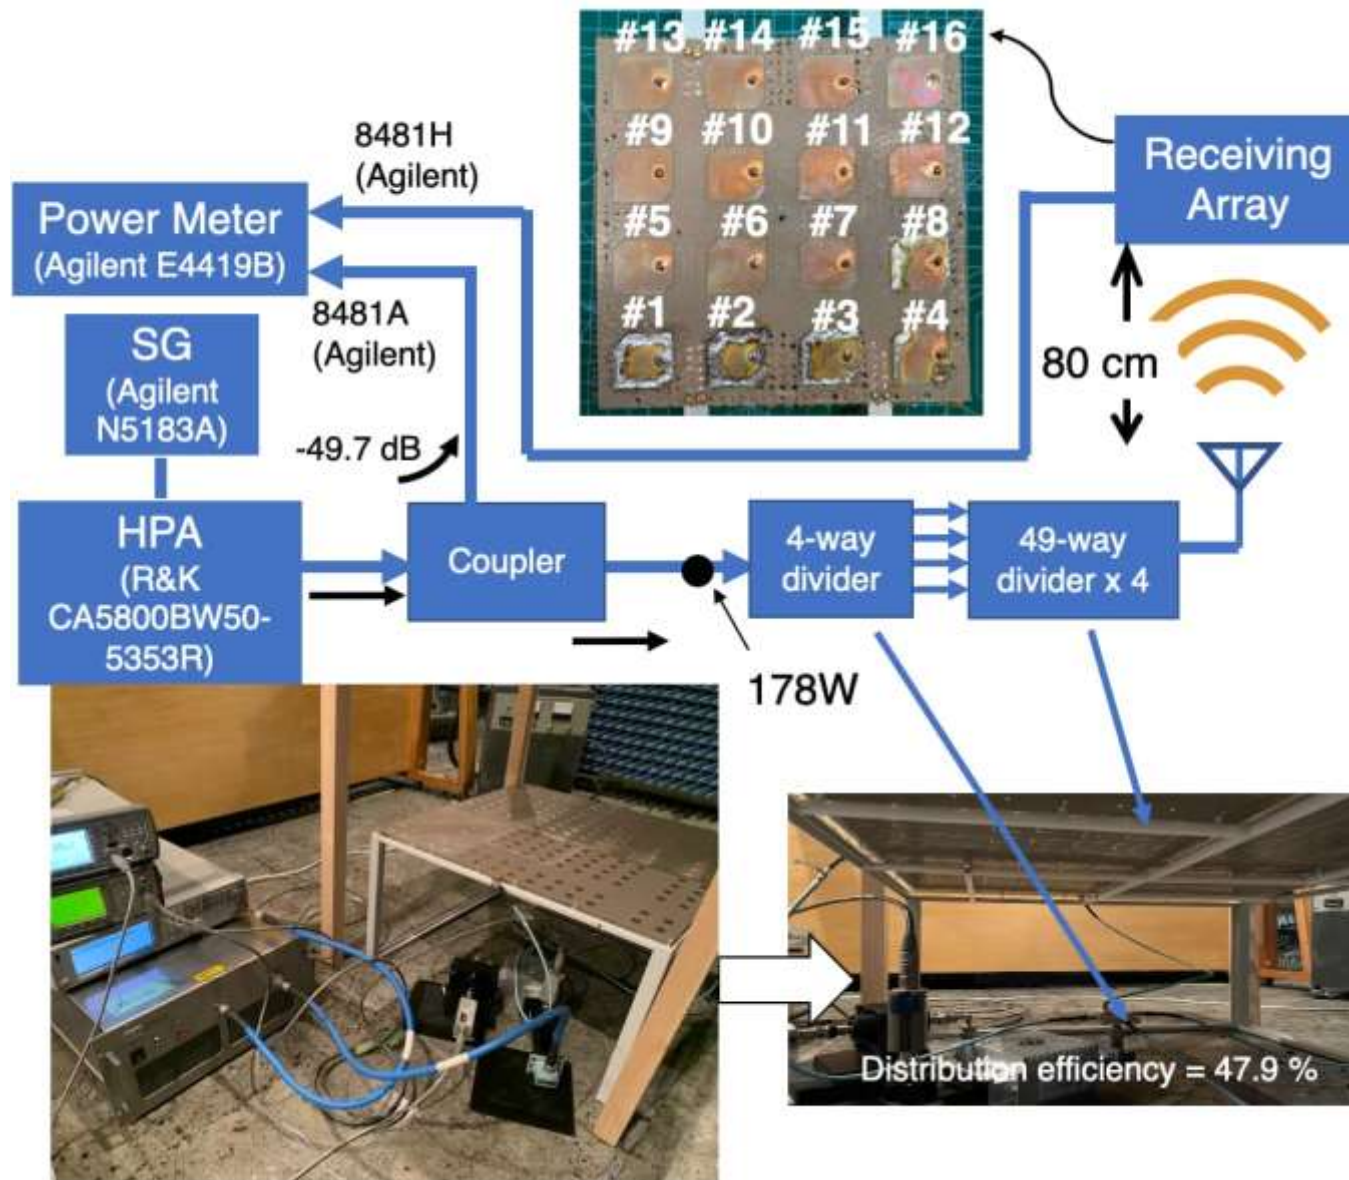 #13 #14 #15 #16
#9 #10 #11 #12
#5 #6 #7 #8
#1 #2 #3 #4
8481H
(Agilent)
Receiving
Array
Power Meter
(Agilent E4419B)
8481A
(Agilent)
SG
(Agilent
N5183A)
80 cm
-49.7 dB
HPA
(R&K
CA5800BW50-
5353R)
Coupler
4-way
divider
49-way
divider x 4
178W
Distribution efficiency = 47.9 %